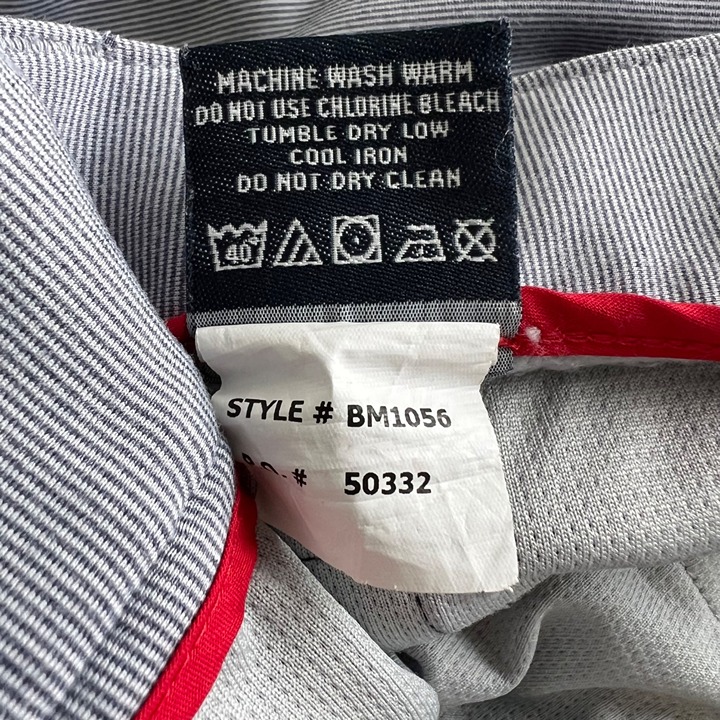 MACHINE WASH WARM
DO NOT USE CHLORINE BLEACH
TUMBLE DRY LOW
COOL IRON
DO NOT DRY CLEAN
40
STYLE # BM1056
P.O. # 50332